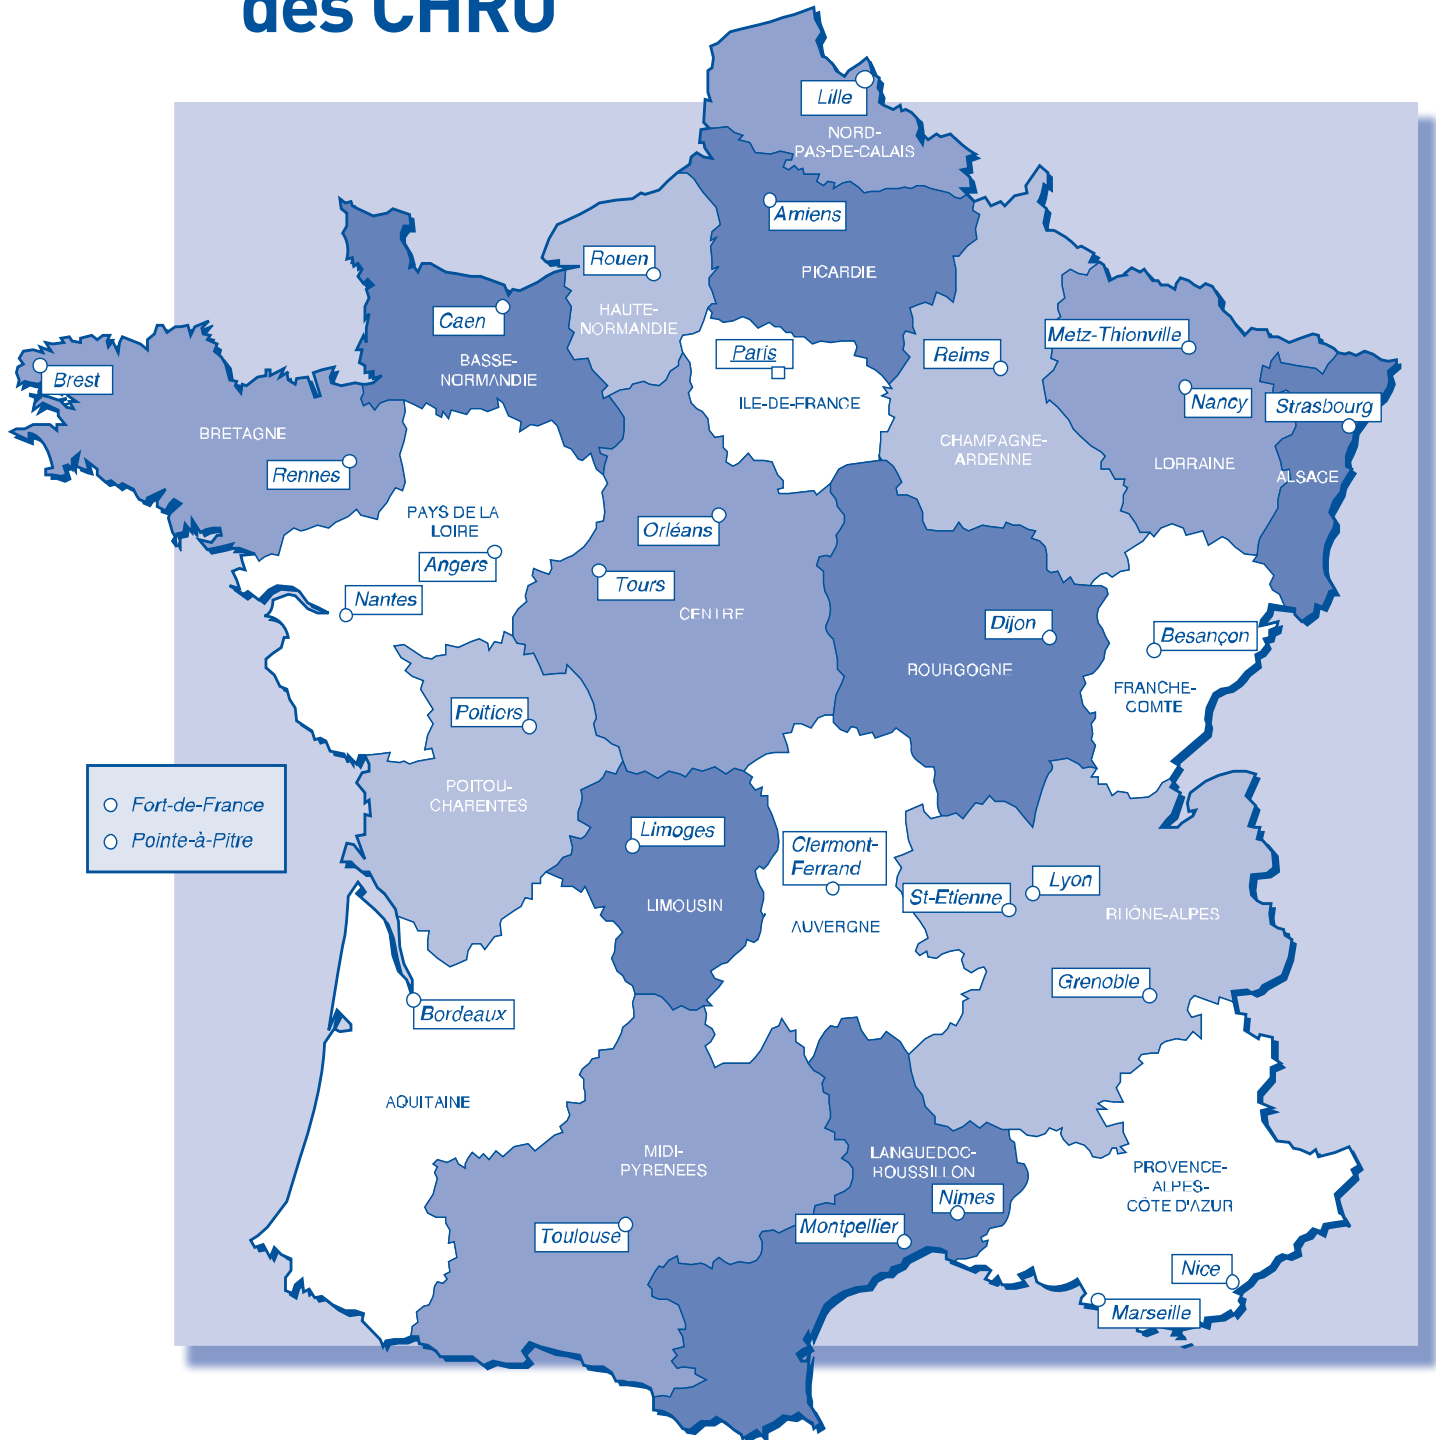 des CHRU
Lille
NORD-
PAS-DE-CALAIS
Amiens
PICARDIE
Rouen
HAUTE-
NORMANDIE
Caen
BASSE-
NORMANDIE
Paris
ILE-DE-FRANCE
Reims
CHAMPAGNE-
ARDENNE
Metz-Thionville
Nancy
LORRAINE
Strasbourg
ALSACE
Brest
BRETAGNE
Rennes
PAYS DE LA
LOIRE
Angers
Nantes
Orléans
Tours
CENTRE
Dijon
BOURGOGNE
Besançon
FRANCHE-
COMTE
Poitiers
POITOU-
CHARENTES
Fort-de-France
Pointe-à-Pitre
Limoges
LIMOUSIN
Clermont-
Ferrand
AUVERGNE
St-Etienne
Lyon
RHÔNE-ALPES
Grenoble
Bordeaux
AQUITAINE
MIDI-
PYRENEES
Toulouse
LANGUEDOC-
ROUSSILLON
Nimes
Montpellier
PROVENCE-
ALPES-
CÔTE D'AZUR
Nice
Marseille